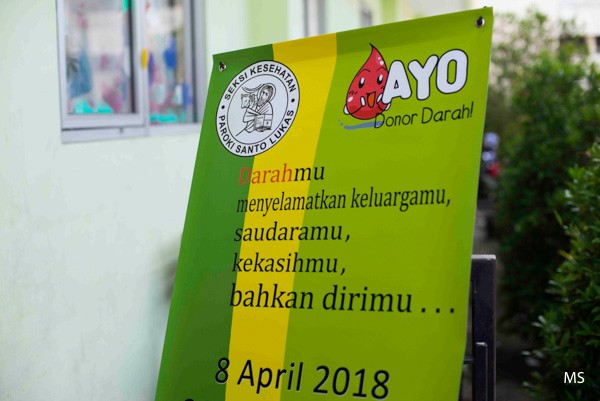 SEKSI KESEHATAN
PAROKI SANTO LUKAS
AYO
Donor Darah!
Darahmu
menyelamatkan keluargamu,
saudaramu,
kekasihmu,
bahkan dirimu . . .
8 April 2018
MS